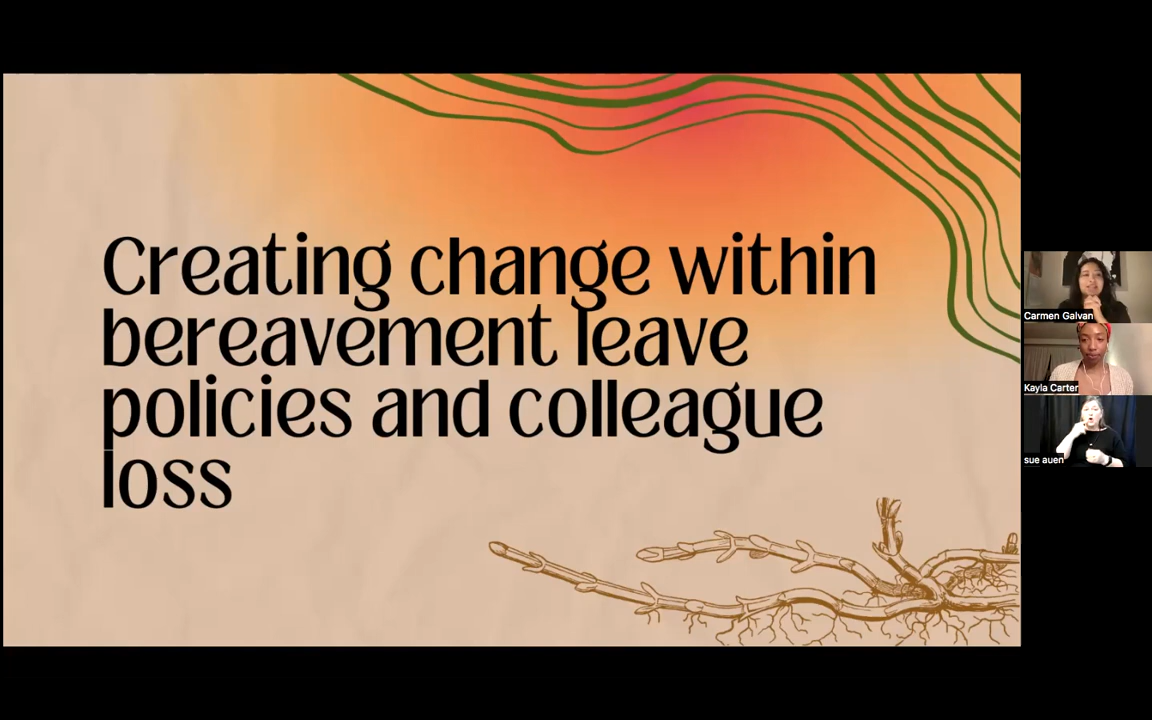 Creating change within
bereavement leave
policies and colleague
loss
Carmen Galvan
Kayla Carter
sue auen